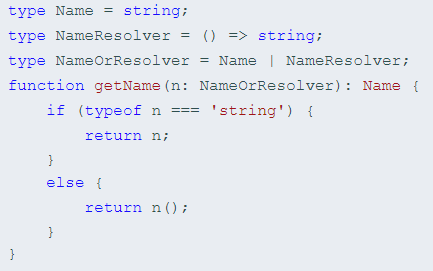 type Name = string;
type NameResolver = () => string;
type NameOrResolver = Name | NameResolver;
function getName(n: NameOrResolver): Name {
    if (typeof n === 'string') {
        return n;
    }
    else {
        return n();
    }
}